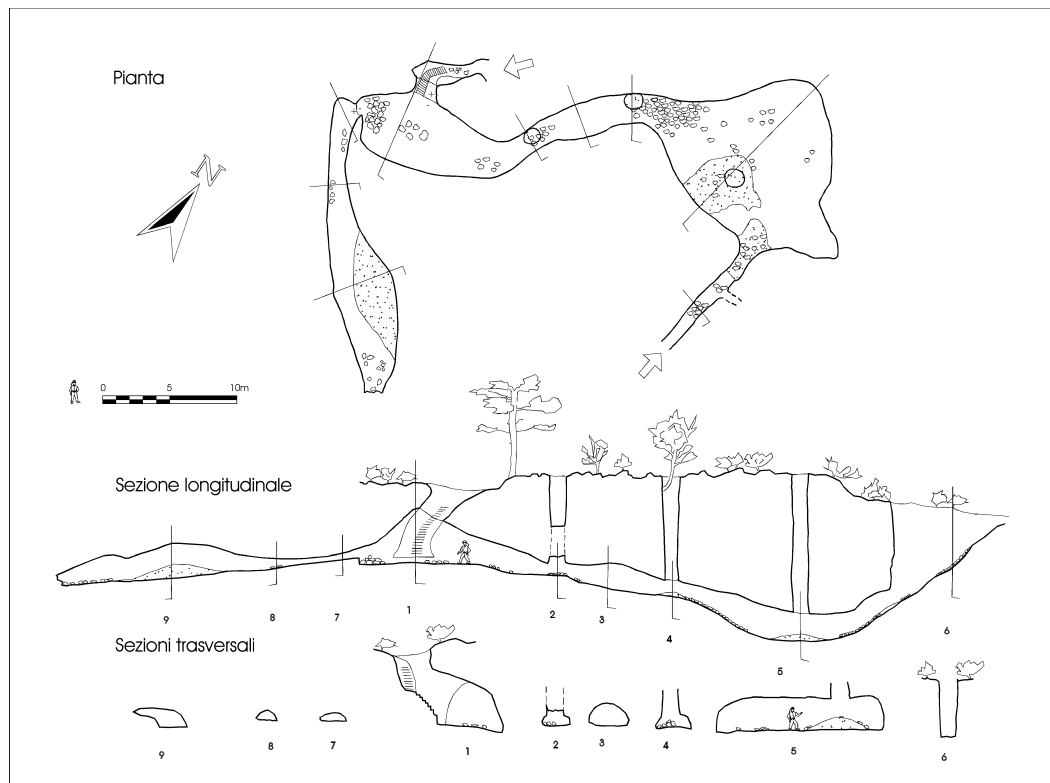 Pianta
N
0 5 10m
Sezione longitudinale
9 8 7 1 2 3 4 5 6
Sezioni trasversali
9 8 7 1 2 3 4 5 6